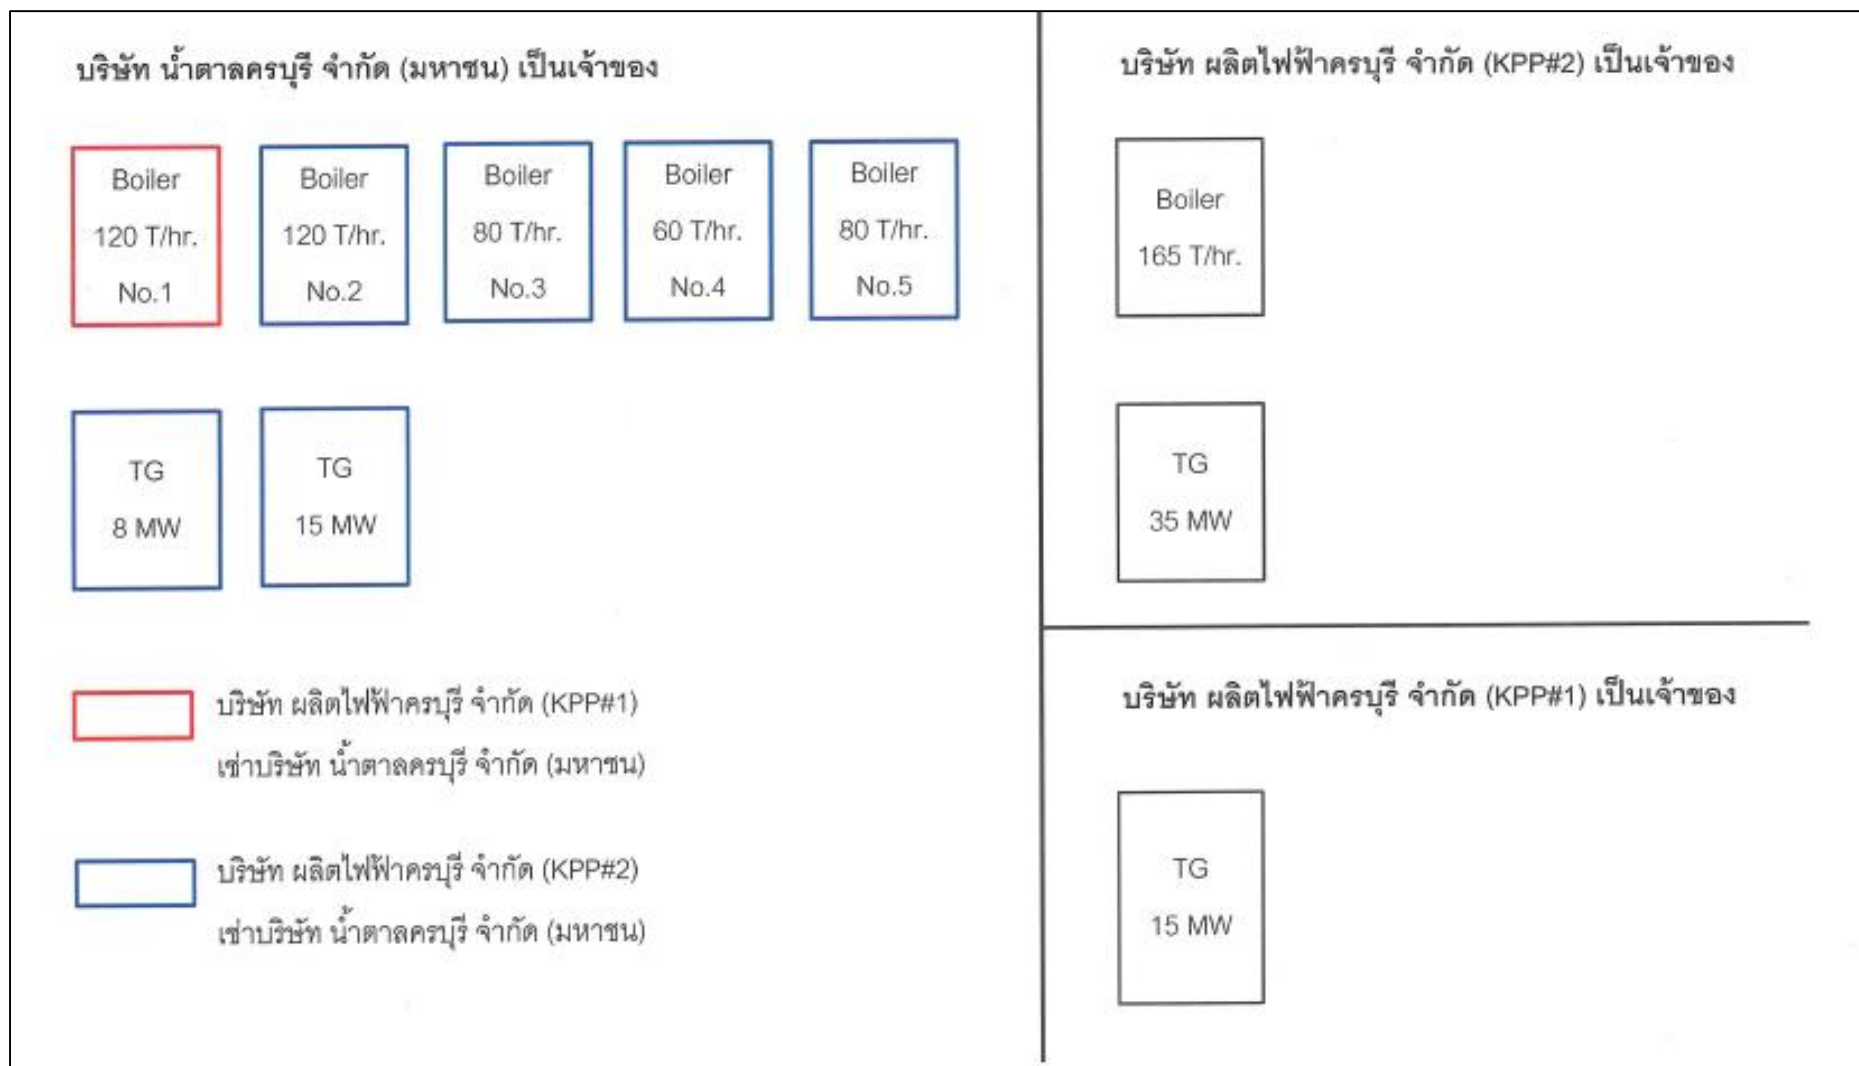 บริษัท น้ำตาลครบุรี จำกัด (มหาชน) เป็นเจ้าของ
Boiler
120 T/hr.
No.1
Boiler
120 T/hr.
No.2
Boiler
80 T/hr.
No.3
Boiler
60 T/hr.
No.4
Boiler
80 T/hr.
No.5
TG
8 MW
TG
15 MW
บริษัท ผลิตไฟฟ้าครบุรี จำกัด (KPP#1)
เช่าบริษัท น้ำตาลครบุรี จำกัด (มหาชน)
บริษัท ผลิตไฟฟ้าครบุรี จำกัด (KPP#2)
เช่าบริษัท น้ำตาลครบุรี จำกัด (มหาชน)
บริษัท ผลิตไฟฟ้าครบุรี จำกัด (KPP#2) เป็นเจ้าของ
Boiler
165 T/hr.
TG
35 MW
บริษัท ผลิตไฟฟ้าครบุรี จำกัด (KPP#1) เป็นเจ้าของ
TG
15 MW